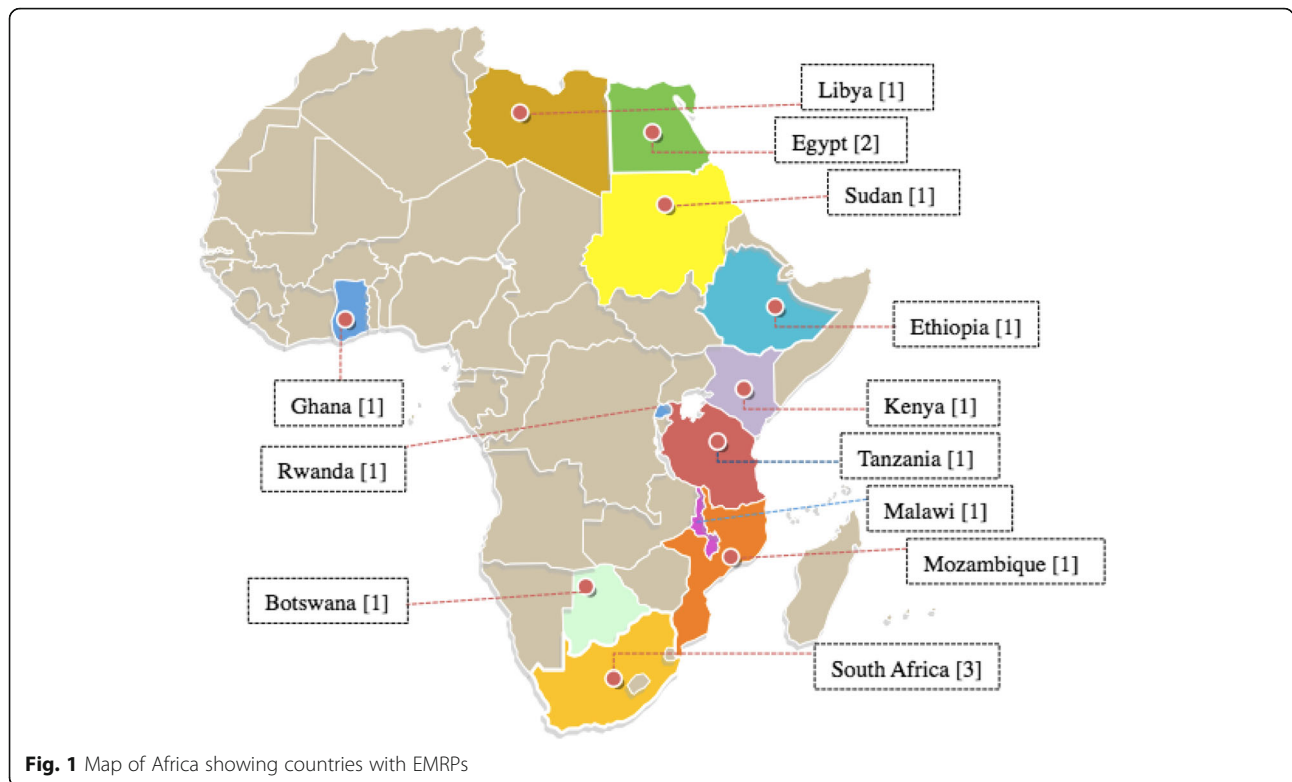 Libya [1]
Egypt [2]
Sudan [1]
Ethiopia [1]
Ghana [1]
Kenya [1]
Rwanda [1]
Tanzania [1]
Malawi [1]
Mozambique [1]
Botswana [1]
South Africa [3]
Fig. 1 Map of Africa showing countries with EMRPs